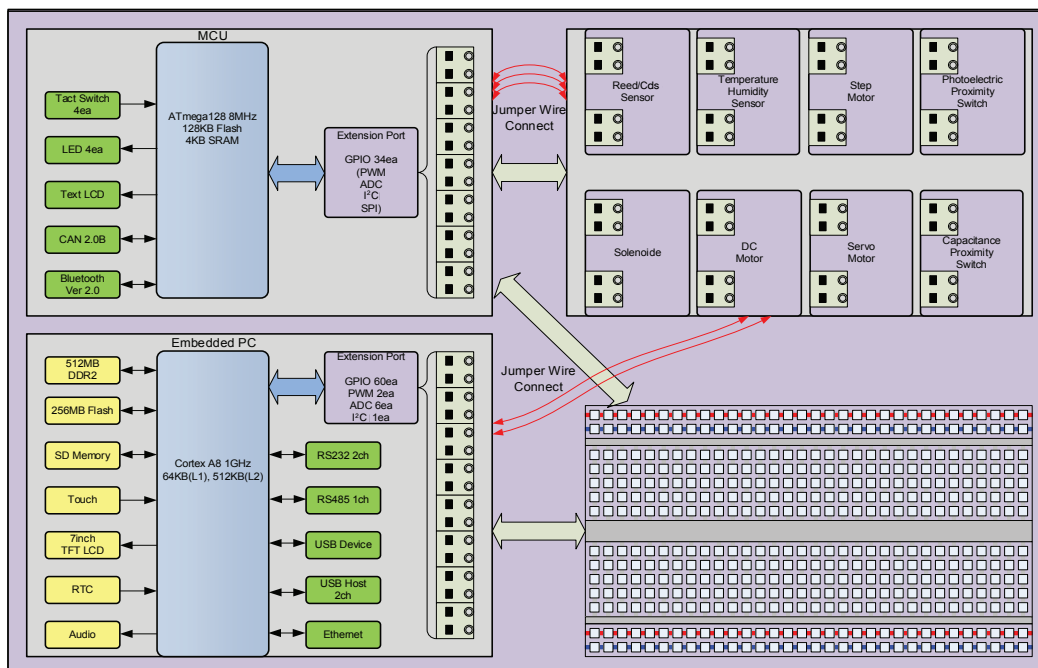 MCU
Tact Switch
4ea
LED 4ea
Text LCD
CAN 2.0B
Bluetooth
Ver 2.0
ATmega128 8MHz
128KB Flash
4KB SRAM
Extension Port
GPIO 34ea
(PWM
ADC
I²C
SPI)
Jumper Wire
Connect
Reed/Cds
Sensor
Temperature
Humidity
Sensor
Step
Motor
Photoelectric
Proximity
Switch
Solenoide
DC
Motor
Servo
Motor
Capacitance
Proximity
Switch
Embedded PC
512MB
DDR2
256MB Flash
SD Memory
Touch
7inch
TFT LCD
RTC
Audio
Cortex A8 1GHz
64KB(L1), 512KB(L2)
Extension Port
GPIO 60ea
PWM 2ea
ADC 6ea
I²C 1ea
RS232 2ch
RS485 1ch
USB Device
USB Host
2ch
Ethernet
Jumper Wire
Connect